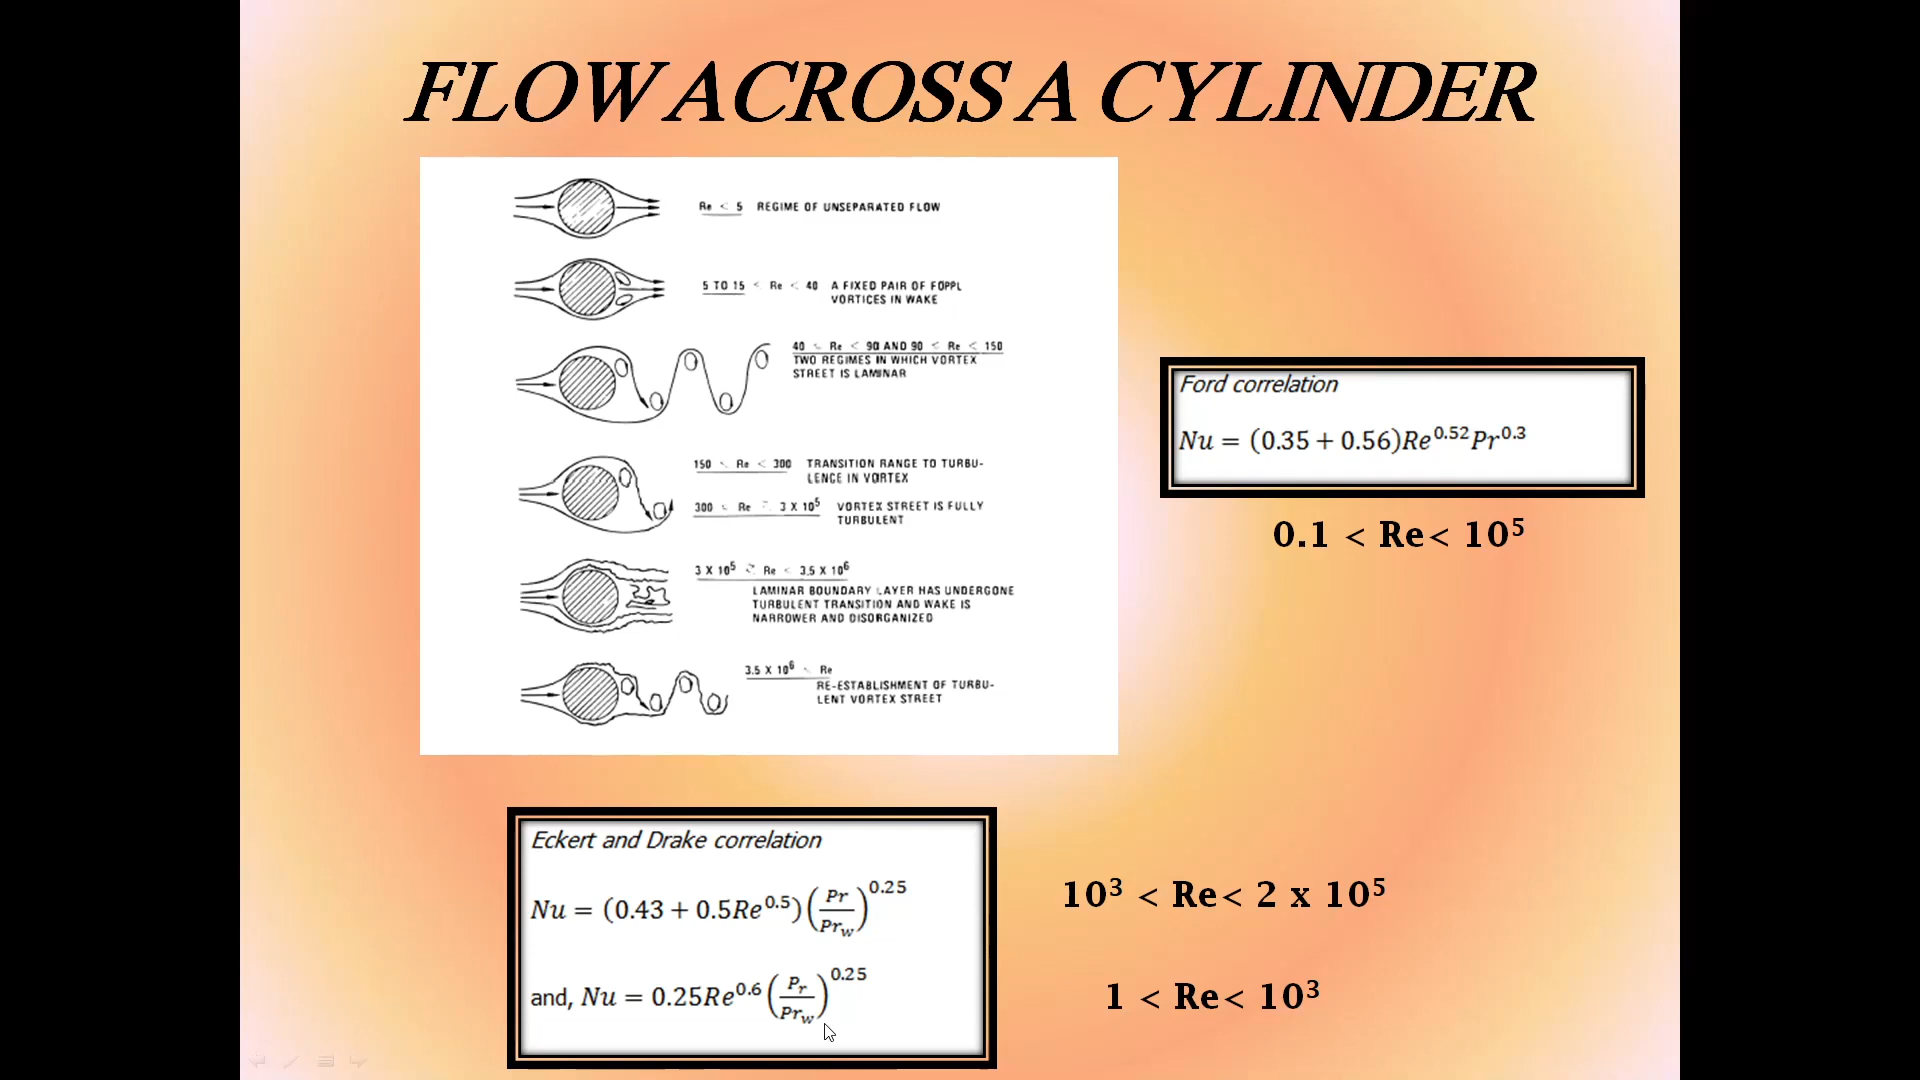 FLOW ACROSS A CYLINDER
Re < 5 REGIME OF UNSEPARATED FLOW
5 TO 15 < Re < 40 A FIXED PAIR OF FOPPL
VORTICES IN WAKE
40 < Re < 90 AND 90 < Re < 150
TWO REGIMES IN WHICH VORTEX
STREET IS LAMINAR
150 < Re < 300 TRANSITION RANGE TO TURBU-
LENCE IN VORTEX
300 < Re < 3 X 10⁵ VORTEX STREET IS FULLY
TURBULENT
3 X 10⁵ < Re < 3.5 X 10⁶
LAMINAR BOUNDARY LAYER HAS UNDERGONE
TURBULENT TRANSITION AND WAKE IS
NARROWER AND DISORGANIZED
3.5 X 10⁶ < Re
RE-ESTABLISHMENT OF TURBU-
LENT VORTEX STREET
Ford correlation
Nu = (0.35 + 0.56)Re^0.52 Pr^0.3
0.1 < Re< 10⁵
Eckert and Drake correlation
Nu = (0.43 + 0.5Re^0.5)(Pr/Pr_w)^0.25
10³ < Re< 2 x 10⁵
and, Nu = 0.25Re^0.6 (P_r/Pr_w)^0.25
1 < Re< 10³